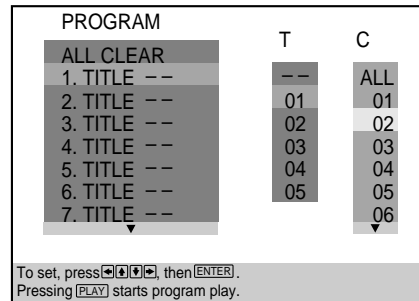 PROGRAM
T C
ALL CLEAR
1. TITLE – –
2. TITLE – –
3. TITLE – –
4. TITLE – –
5. TITLE – –
6. TITLE – –
7. TITLE – –
– –
01
02
03
04
05
ALL
01
02
03
04
05
06
To set, press ←↑↓→, then ENTER.
Pressing PLAY starts program play.